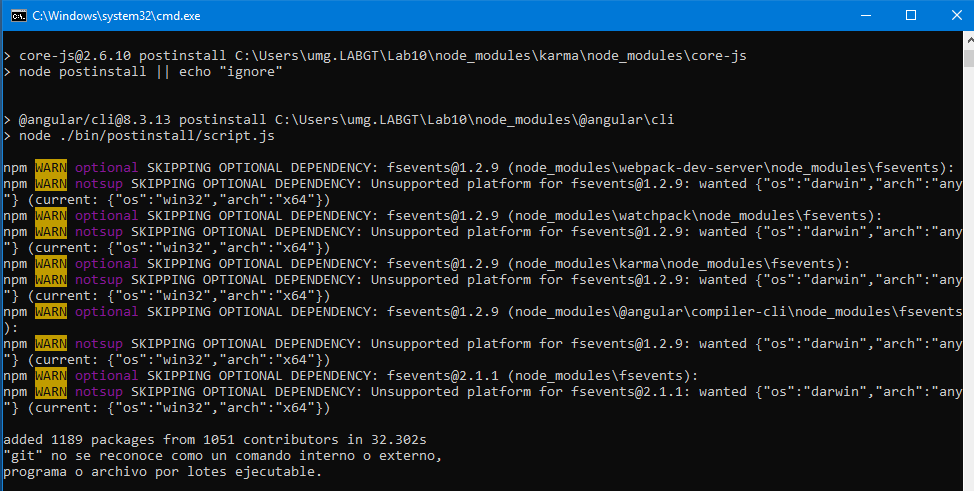 C:\Windows\system32\cmd.exe
> core-js@2.6.10 postinstall C:\Users\umg.LABGT\Lab10\node_modules\karma\node_modules\core-js
> node postinstall || echo "ignore"
> @angular/cli@8.3.13 postinstall C:\Users\umg.LABGT\Lab10\node_modules\@angular\cli
> node ./bin/postinstall/script.js
npm WARN optional SKIPPING OPTIONAL DEPENDENCY: fsevents@1.2.9 (node_modules\webpack-dev-server\node_modules\fsevents):
npm WARN notsup SKIPPING OPTIONAL DEPENDENCY: Unsupported platform for fsevents@1.2.9: wanted {"os":"darwin","arch":"any
"} (current: {"os":"win32","arch":"x64"})
npm WARN optional SKIPPING OPTIONAL DEPENDENCY: fsevents@1.2.9 (node_modules\watchpack\node_modules\fsevents):
npm WARN notsup SKIPPING OPTIONAL DEPENDENCY: Unsupported platform for fsevents@1.2.9: wanted {"os":"darwin","arch":"any
"} (current: {"os":"win32","arch":"x64"})
npm WARN optional SKIPPING OPTIONAL DEPENDENCY: fsevents@1.2.9 (node_modules\karma\node_modules\fsevents):
npm WARN notsup SKIPPING OPTIONAL DEPENDENCY: Unsupported platform for fsevents@1.2.9: wanted {"os":"darwin","arch":"any
"} (current: {"os":"win32","arch":"x64"})
npm WARN optional SKIPPING OPTIONAL DEPENDENCY: fsevents@1.2.9 (node_modules\@angular\compiler-cli\node_modules\fsevents
):
npm WARN notsup SKIPPING OPTIONAL DEPENDENCY: Unsupported platform for fsevents@1.2.9: wanted {"os":"darwin","arch":"any
"} (current: {"os":"win32","arch":"x64"})
npm WARN optional SKIPPING OPTIONAL DEPENDENCY: fsevents@2.1.1 (node_modules\fsevents):
npm WARN notsup SKIPPING OPTIONAL DEPENDENCY: Unsupported platform for fsevents@2.1.1: wanted {"os":"darwin","arch":"any
"} (current: {"os":"win32","arch":"x64"})
added 1189 packages from 1051 contributors in 32.302s
"git" no se reconoce como un comando interno o externo,
programa o archivo por lotes ejecutable.